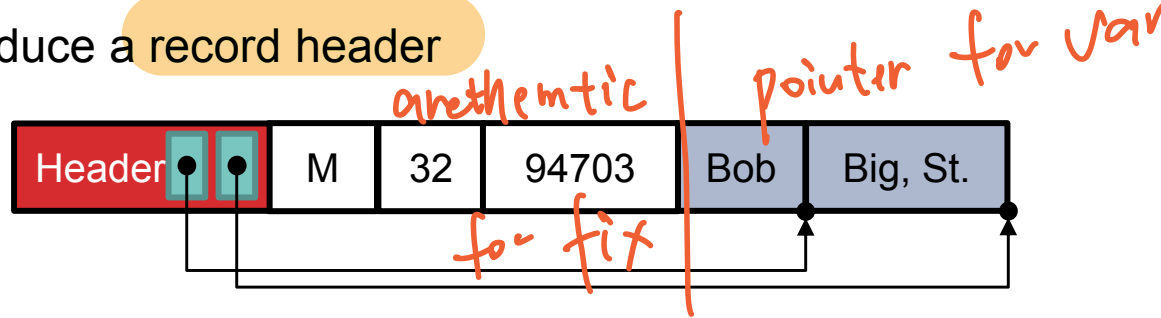 duce a record header
arethemtic pointer for var
Header M 32 94703 Bob Big, St.
for fix